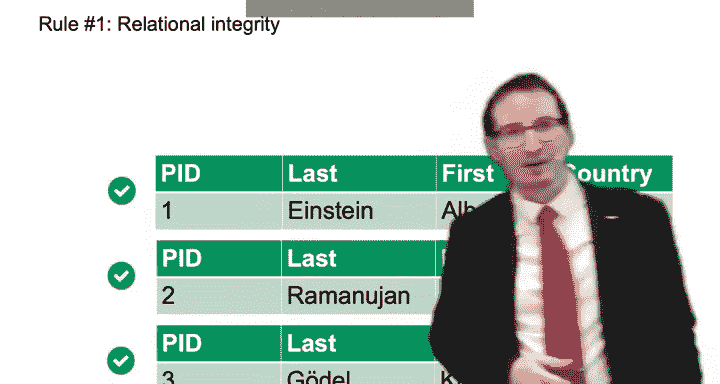 Rule #1: Relational integrity
PID Last First Country
1 Einstein
PID Last
2 Ramanujan
PID Last
3 Gödel